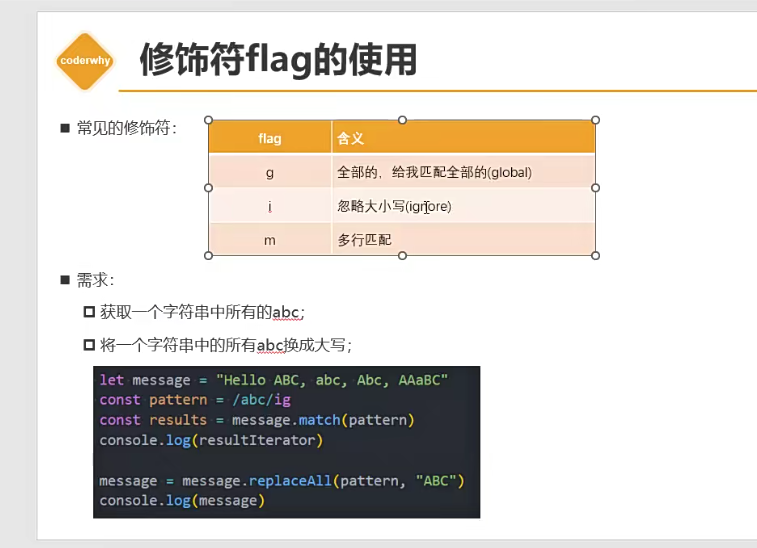 coderwhy
修饰符flag的使用
■ 常见的修饰符：
flag 含义
g 全部的，给我匹配全部的(global)
i 忽略大小写(ignore)
m 多行匹配
■ 需求：
获取一个字符串中所有的abc；
将一个字符串中的所有abc换成大写；
let message = "Hello ABC, abc, Abc, AAaBC"
const pattern = /abc/ig
const results = message.match(pattern)
console.log(resultIterator)
message = message.replaceAll(pattern, "ABC")
console.log(message)